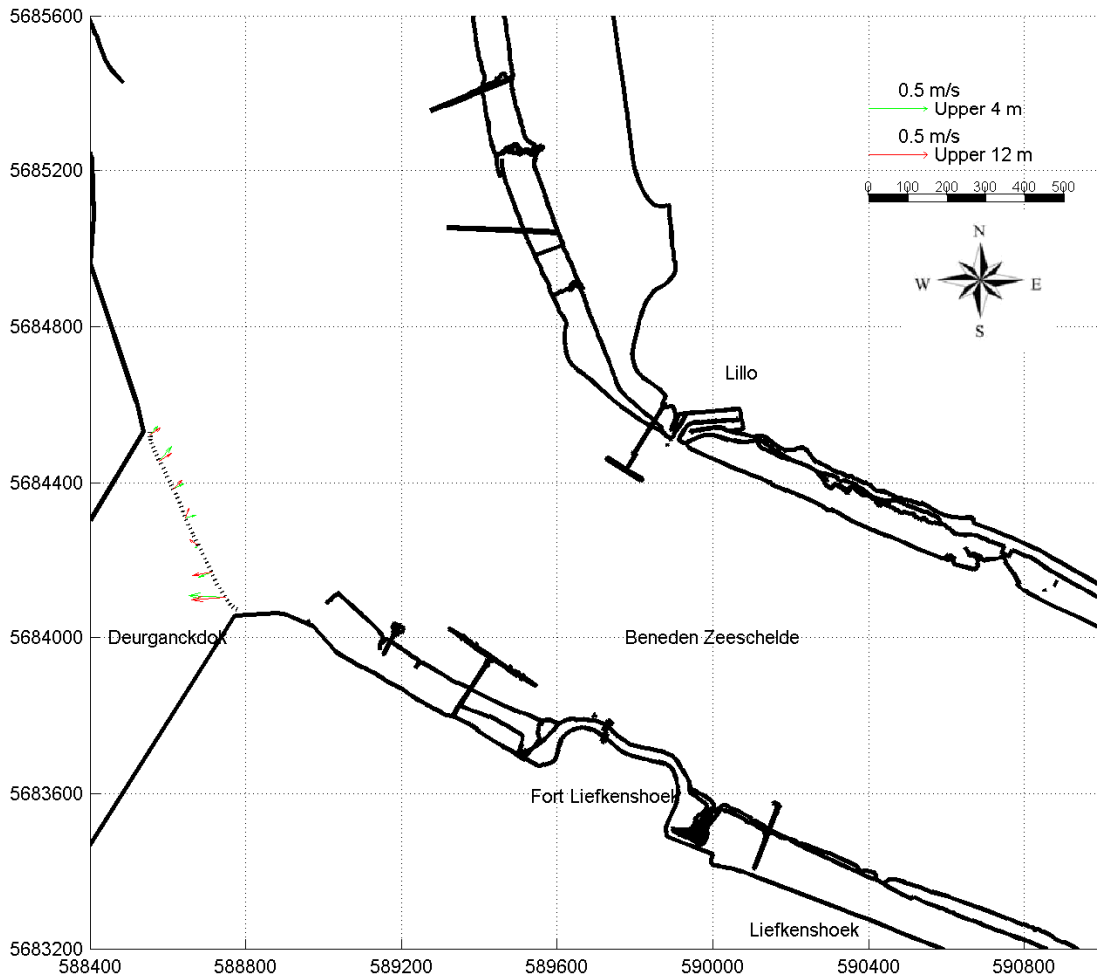 5685600
5685200
5684800
5684400
5684000
5683600
5683200
588400 588800 589200 589600 590000 590400 590800
0.5 m/s
Upper 4 m
0.5 m/s
Upper 12 m
0 100 200 300 400 500
N
W E
S
Lillo
Deurganckdok
Beneden Zeeschelde
Fort Liefkenshoek
Liefkenshoek